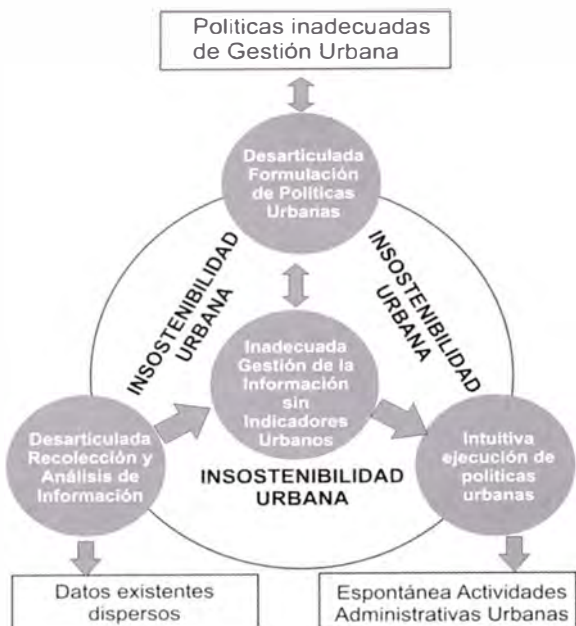 Politicas inadecuadas
de Gestión Urbana
Desarticulada
Formulación
de Politicas
Urbanas
INSOSTENIBILIDAD
URBANA
INSOSTENIBILIDAD
URBANA
Inadecuada
Gestión de la
Información
sin
Indicadores
Urbanos
Desarticulada
Recolección y
Análisis de
Información
INSOSTENIBILIDAD
URBANA
Intuitiva
ejecución de
politicas
urbanas
Datos existentes
dispersos
Espontánea Actividades
Administrativas Urbanas